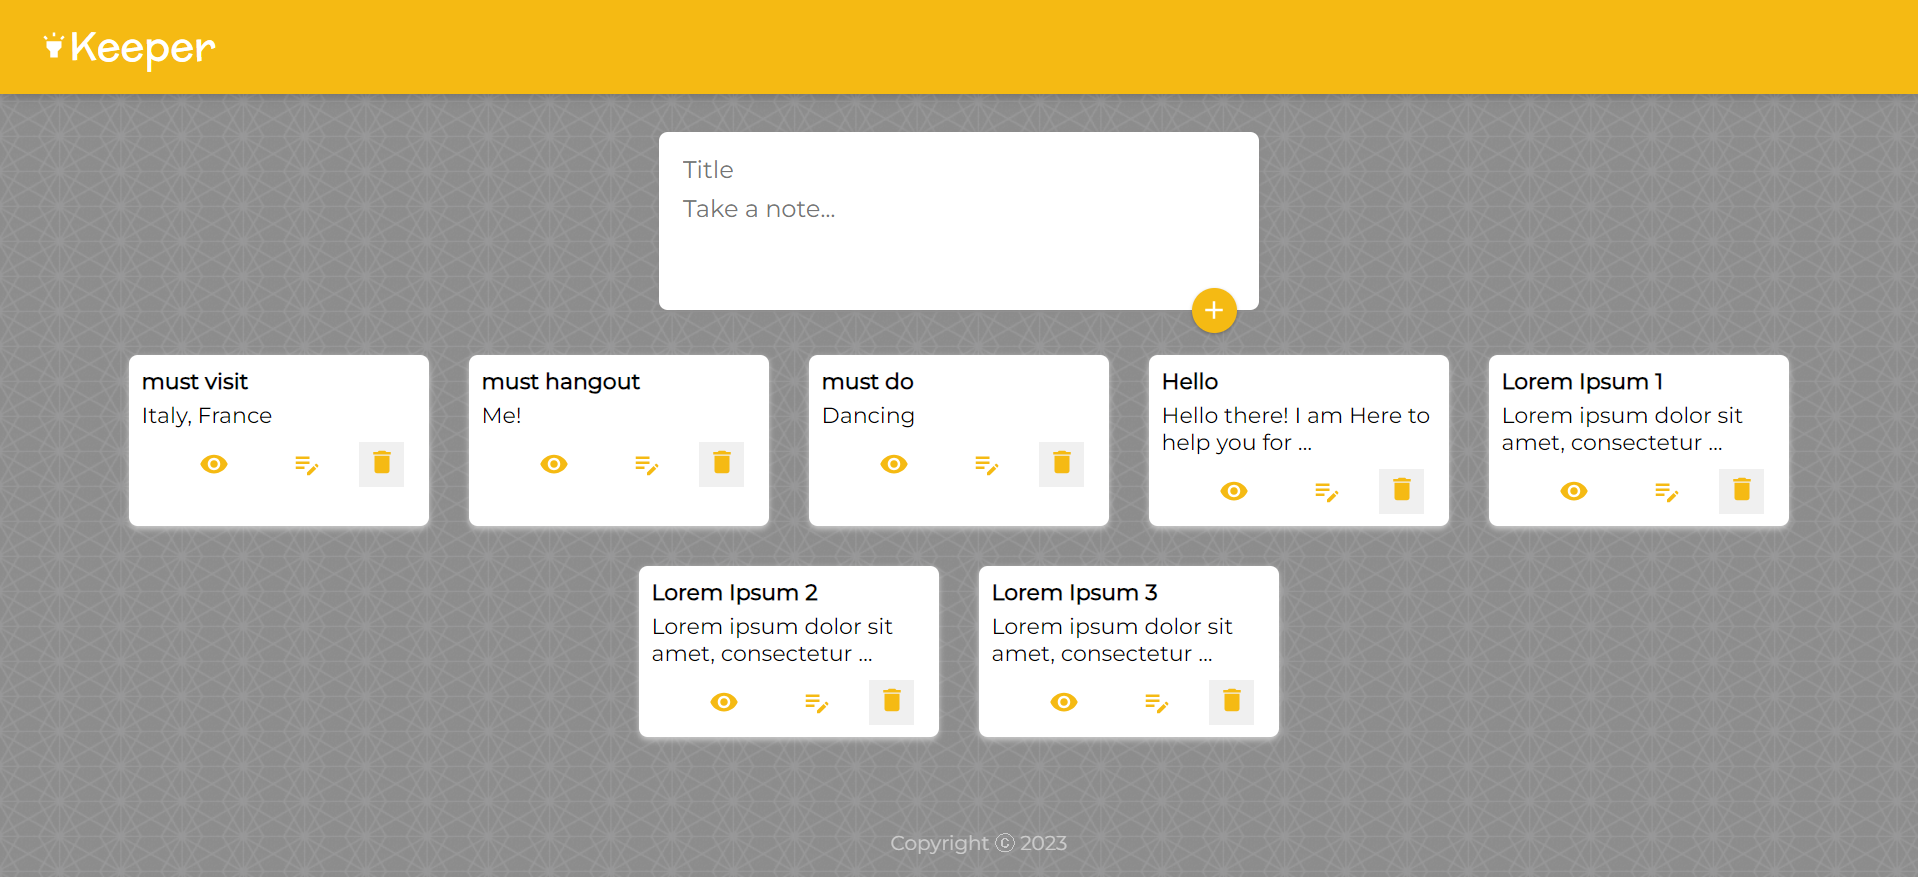 Keeper
Title
Take a note...
must visit
Italy, France
must hangout
Me!
must do
Dancing
Hello
Hello there! I am Here to
help you for ...
Lorem Ipsum 1
Lorem ipsum dolor sit
amet, consectetur ...
Lorem Ipsum 2
Lorem ipsum dolor sit
amet, consectetur ...
Lorem Ipsum 3
Lorem ipsum dolor sit
amet, consectetur ...
Copyright ⓒ 2023